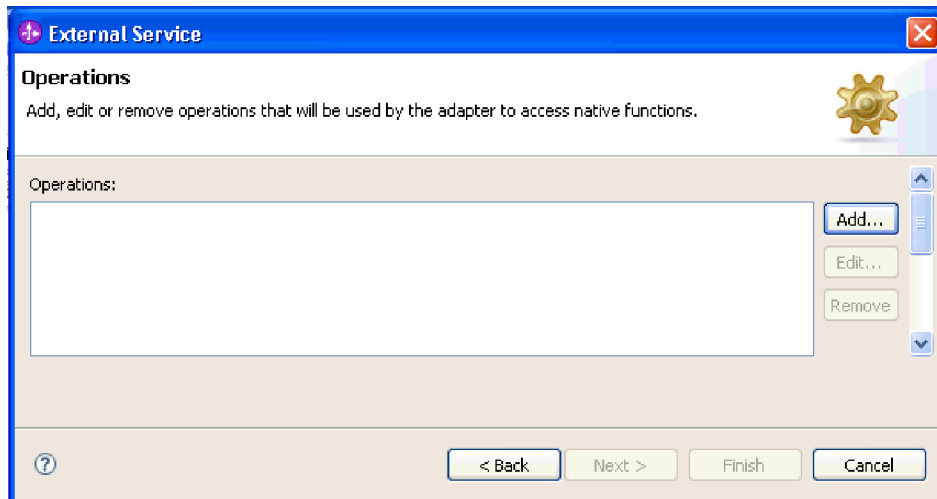 External Service
Operations
Add, edit or remove operations that will be used by the adapter to access native functions.
Operations:
Add...
Edit...
Remove
< Back
Next >
Finish
Cancel